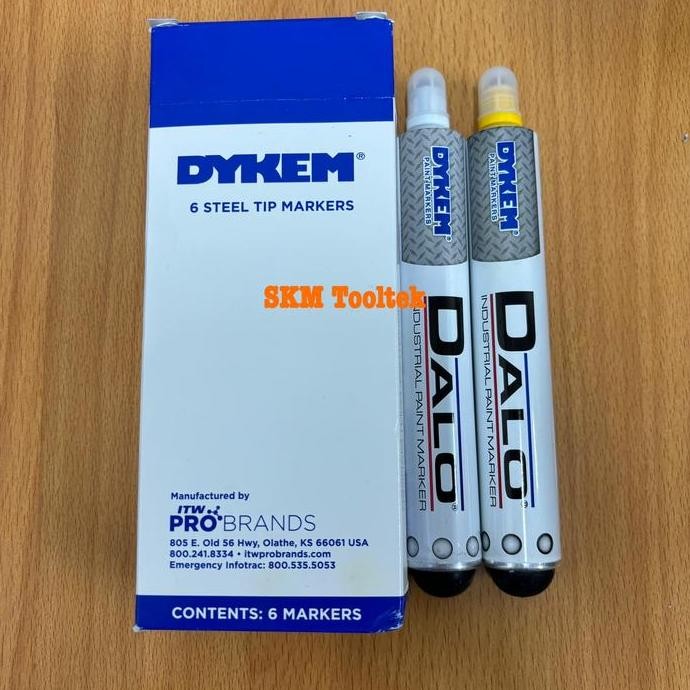 DYKEM®
6 STEEL TIP MARKERS
SKM Tooltek
Manufactured by
ITW
PRO BRANDS
805 E. Old 56 Hwy, Olathe, KS 66061 USA
800.241.8334 • itwprobrands.com
Emergency Infotrac: 800.535.5053
CONTENTS: 6 MARKERS
DYKEM®
PAINT MARKERS
DALO®
INDUSTRIAL PAINT MARKER
DYKEM®
PAINT MARKERS
DALO®
INDUSTRIAL PAINT MARKER